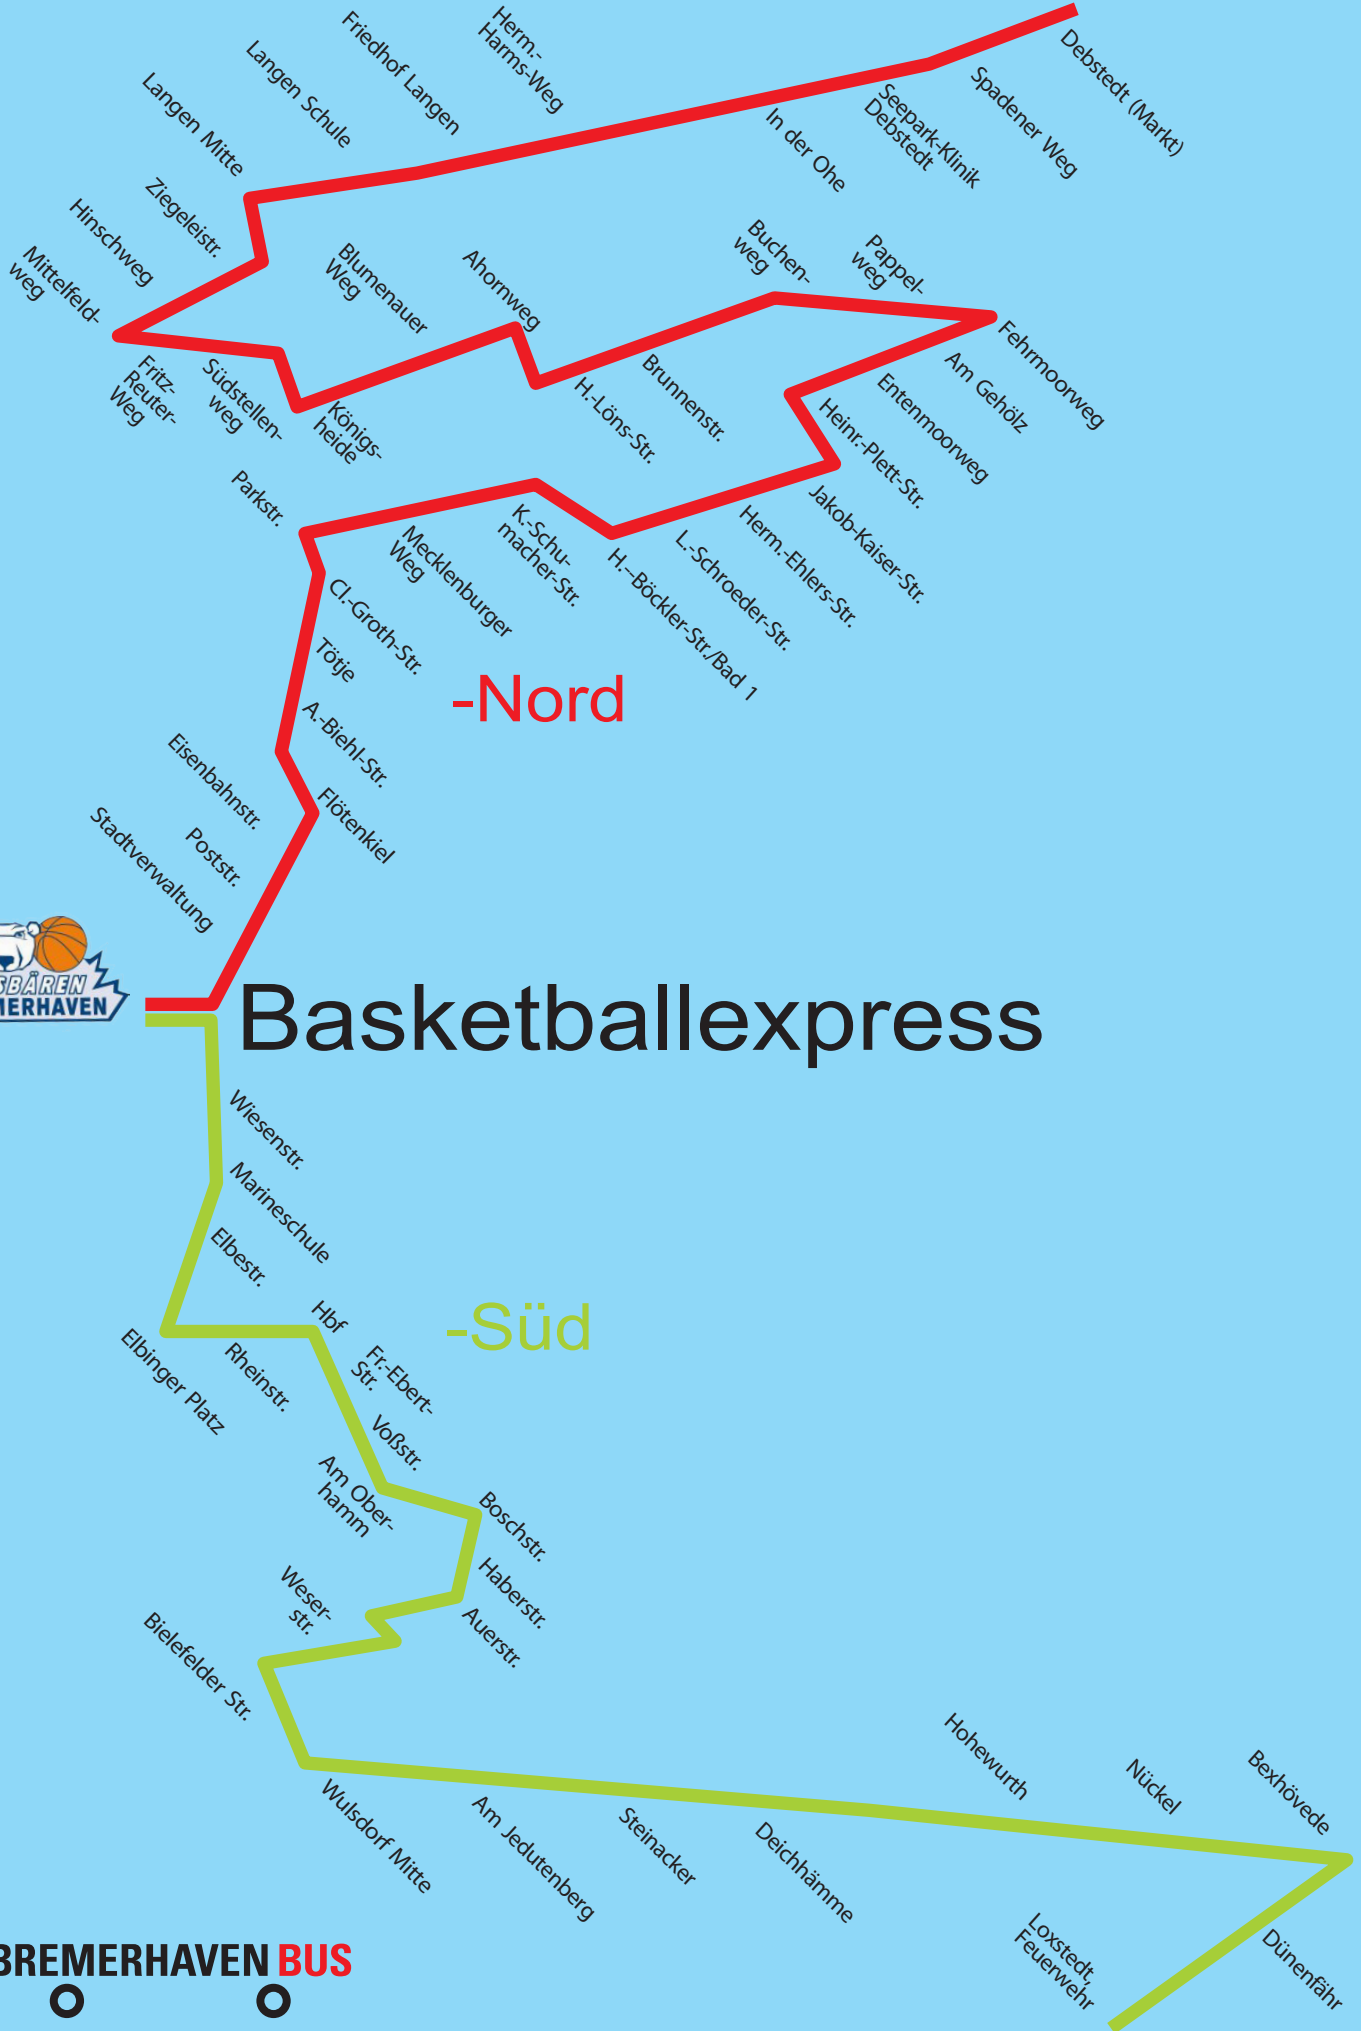 Herm.-
Harms-Weg
Friedhof Langen
Langen Schule
Langen Mitte
Debstedt (Markt)
Spadener Weg
Seepark-Klinik
Debstedt
In der Ohe
Ziegeleistr.
Hinschweg
Mittelfeld-
weg
Blumenauer
Weg
Ahornweg
Buchen-
weg
Pappel-
weg
Fehrmoorweg
Am Gehölz
Entenmoorweg
Heinr.-Plett-Str.
Fritz-
Reuter-
Weg
Südstellen-
weg
Königs-
heide
H.-Löns-Str.
Brunnenstr.
Parkstr.
Mecklenburger
Weg
K.-Schu-
macher-Str.
H.–Böckler-Str./Bad 1
L.-Schroeder-Str.
Herm.-Ehlers-Str.
Jakob-Kaiser-Str.
Cl.-Groth-Str.
Tötje
-Nord
A.-Biehl-Str.
Eisenbahnstr.
Flötenkiel
Poststr.
Stadtverwaltung
SBÄREN
MERHAVEN
Basketballexpress
Wiesenstr.
Marineschule
Elbestr.
Hbf
-Süd
Elbinger Platz
Rheinstr.
Fr.-Ebert-
Str.
Voßstr.
Am Ober-
hamm
Boschstr.
Haberstr.
Auerstr.
Weser-
str.
Bielefelder Str.
Wulsdorf Mitte
Am Jedutenberg
Steinacker
Deichhämme
Hohewurth
Nückel
Bexhövede
Dünenfähr
Loxstedt,
Feuerwehr
BREMERHAVEN BUS